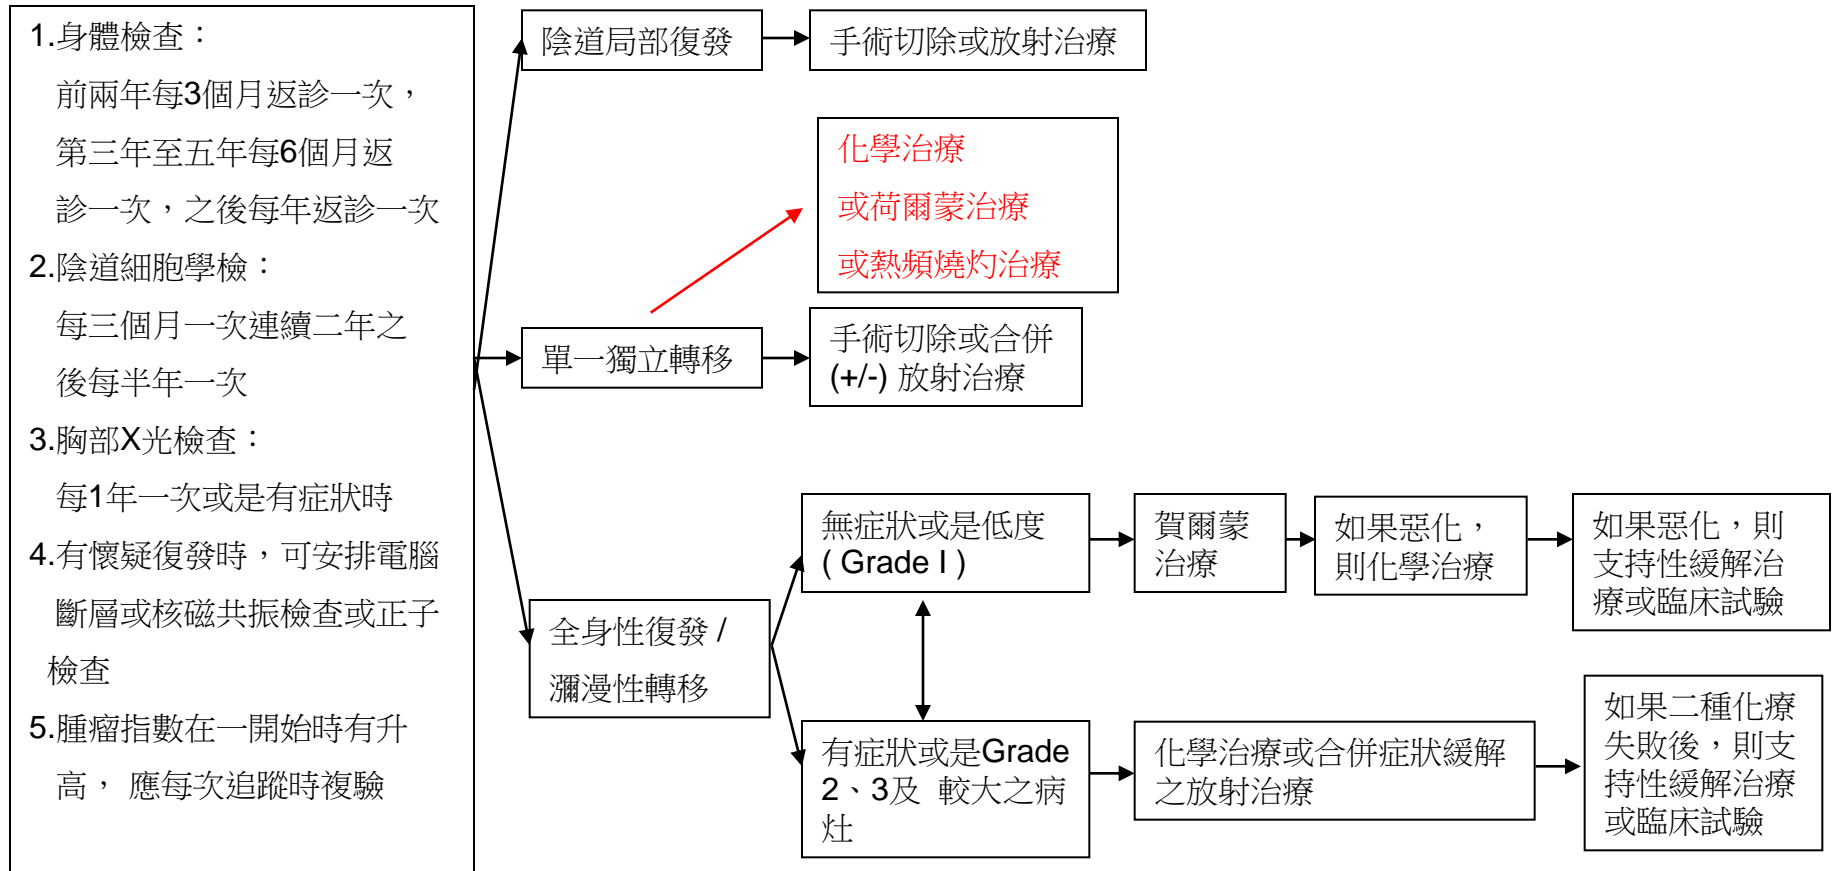 1.身體檢查：
前兩年每3個月返診一次，
第三年至五年每6個月返
診一次，之後每年返診一次
2.陰道細胞學檢：
每三個月一次連續二年之
後每半年一次
3.胸部X光檢查：
每1年一次或是有症狀時
4.有懷疑復發時，可安排電腦
斷層或核磁共振檢查或正子
檢查
5.腫瘤指數在一開始時有升
高， 應每次追蹤時複驗
陰道局部復發
手術切除或放射治療
化學治療
或荷爾蒙治療
或熱頻燒灼治療
單一獨立轉移
手術切除或合併
(+/-) 放射治療
全身性復發 /
瀰漫性轉移
無症狀或是低度
( Grade I )
賀爾蒙
治療
如果惡化，
則化學治療
如果惡化，則
支持性緩解治
療或臨床試驗
有症狀或是Grade
2、3及 較大之病
灶
化學治療或合併症狀緩解
之放射治療
如果二種化療
失敗後，則支
持性緩解治療
或臨床試驗